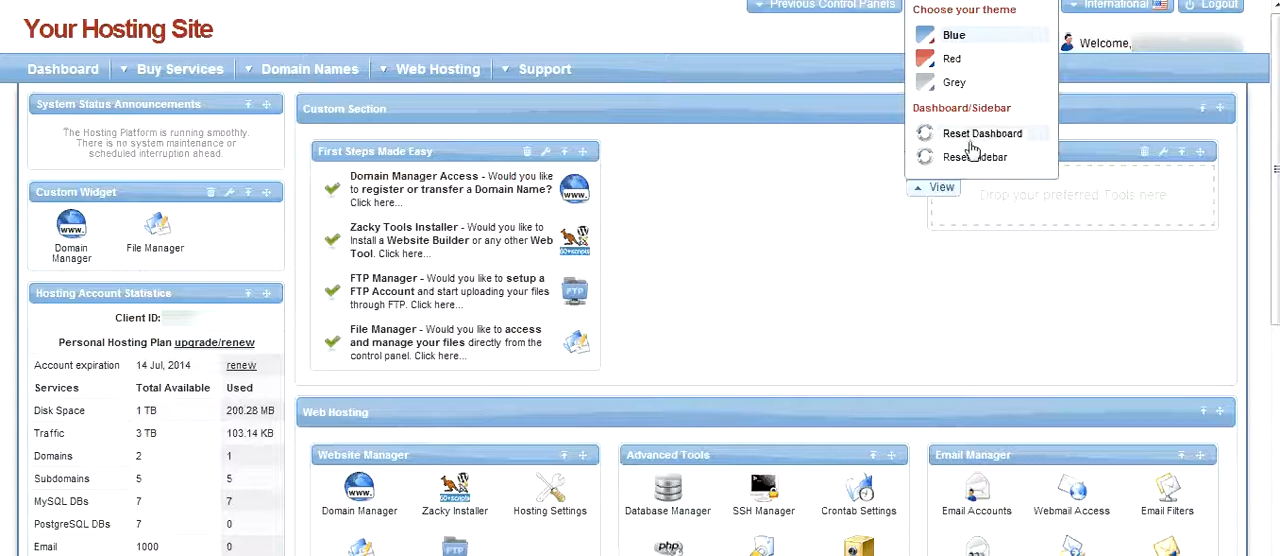 Previous Control Panels
Choose your theme
International
Logout
Your Hosting Site
Blue
Welcome,
Red
Grey
Dashboard
Buy Services
Domain Names
Web Hosting
Support
Dashboard/Sidebar
Reset Dashboard
View
System Status Announcements
The Hosting Platform is running smoothly.
There is no system maintenance or
scheduled interruption ahead.
Custom Widget
Domain
Manager
File Manager
Hosting Account Statistics
Client ID:
Personal Hosting Plan upgrade/renew
Account expiration 14 Jul, 2014 renew
Services Total Available Used
Disk Space 1 TB 200.28 MB
Traffic 3 TB 103.14 KB
Domains 2 1
Subdomains 5 5
MySQL DBs 7 7
PostgreSQL DBs 7 0
Email 1000 0
Custom Section
First Steps Made Easy
Domain Manager Access - Would you like
to register or transfer a Domain Name?
Click here...
Zacky Tools Installer - Would you like to
Install a Website Builder or any other Web
Tool. Click here...
FTP Manager - Would you like to setup a
FTP Account and start uploading your files
through FTP. Click here...
File Manager - Would you like to access
and manage your files directly from the
control panel. Click here...
Drop your preferred Tools here
Web Hosting
Website Manager
Domain Manager
Zacky Installer
Hosting Settings
Advanced Tools
Database Manager
SSH Manager
Crontab Settings
Email Manager
Email Accounts
Webmail Access
Email Filters
www.
www.
FTP
www.
60+scripts
FTP
php